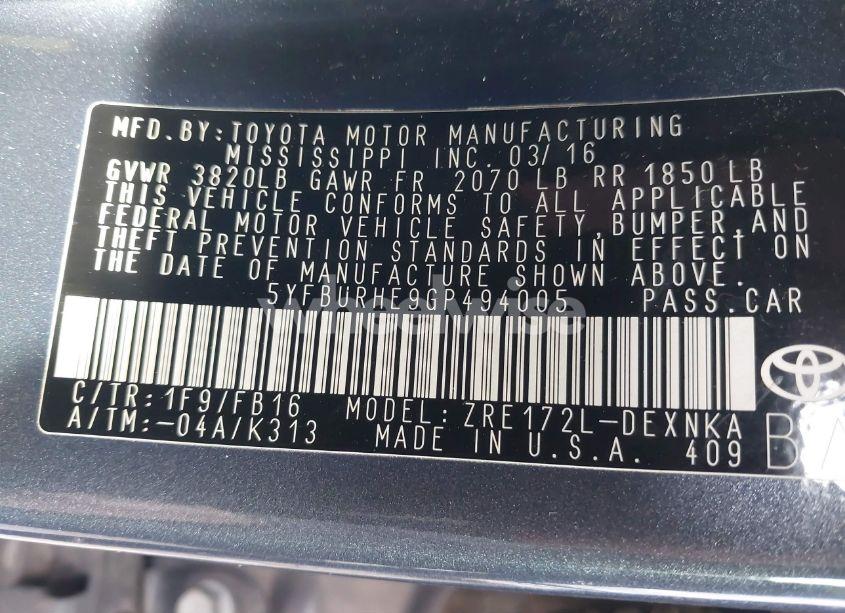 MFD.BY:TOYOTA MOTOR MANUFACTURING
MISSISSIPPI INC. 03/16
GVWR 3820LB GAWR FR 2070 LB RR 1850 LB
THIS VEHICLE CONFORMS TO ALL APPLICABLE
FEDERAL MOTOR VEHICLE SAFETY,BUMPER,AND
THEFT PREVENTION STANDARDS IN EFFECT ON
THE DATE OF MANUFACTURE SHOWN ABOVE.
5YFBURHE9GP494005 PASS.CAR
wheelwise
C/TR:1F9/FB16 MODEL:ZRE172L-DEXNKA
A/TM:-04A/K313 MADE IN U.S.A. 409